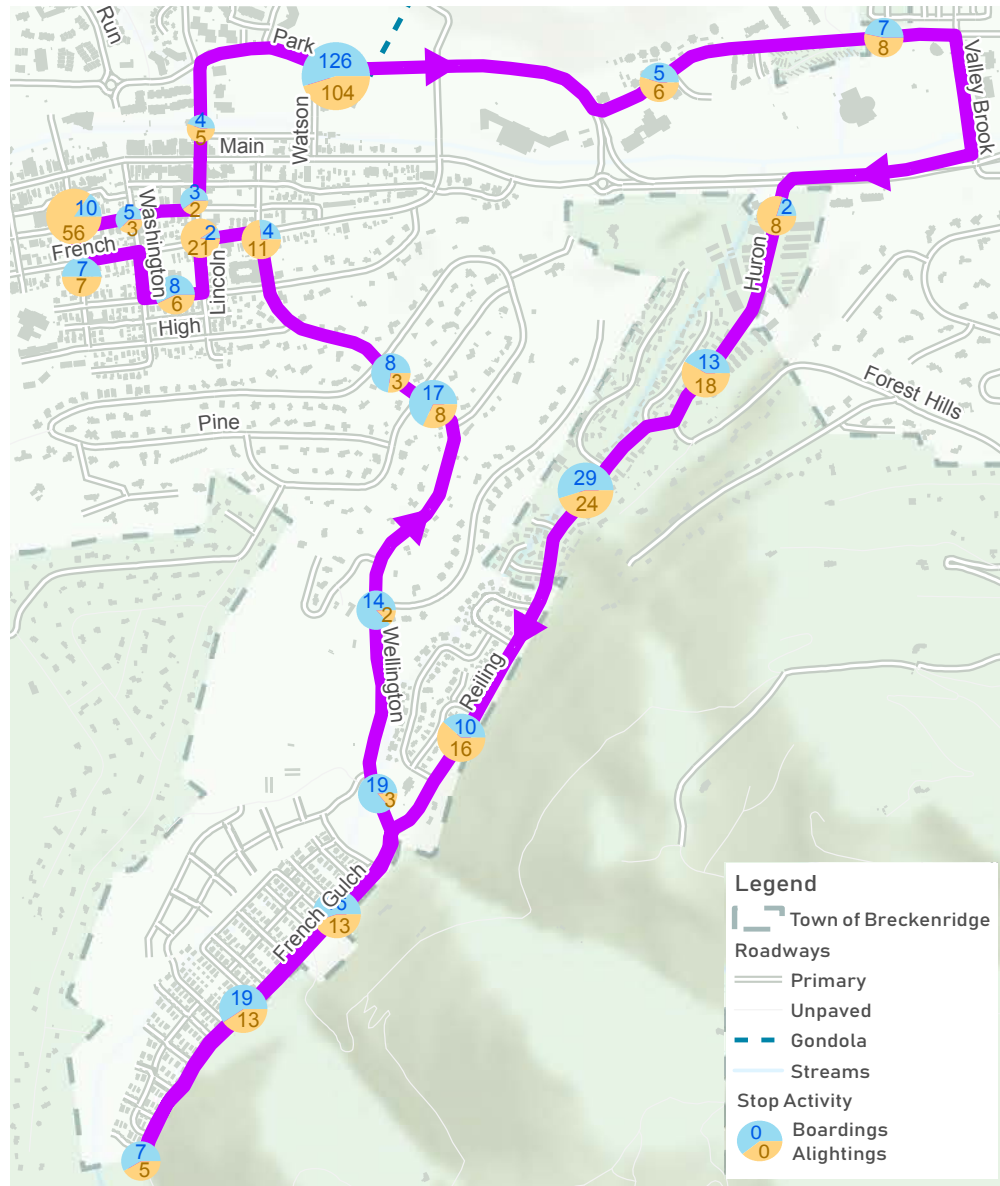 Run
Park
126
104
7
8
5
6
Valley Brook
4
5
Main
Watson
3
2
10
56
5
3
Washington
French
2
21
4
11
Lincoln
7
7
8
6
High
2
8
Huron
8
3
13
18
17
8
Forest Hills
Pine
29
24
14
2
Wellington
Reiling
10
16
19
3
French Gulch
13
19
13
7
5
Legend
Town of Breckenridge
Roadways
Primary
Unpaved
Gondola
Streams
Stop Activity
0 Boardings
0 Alightings